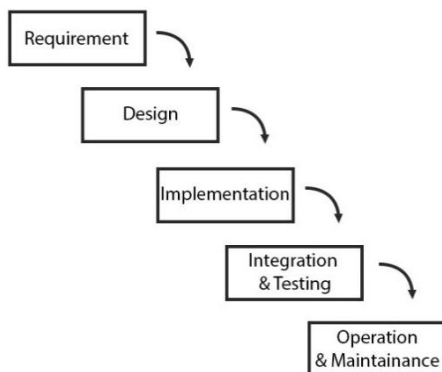 Requirement
Design
Implementation
Integration
& Testing
Operation
& Maintainance